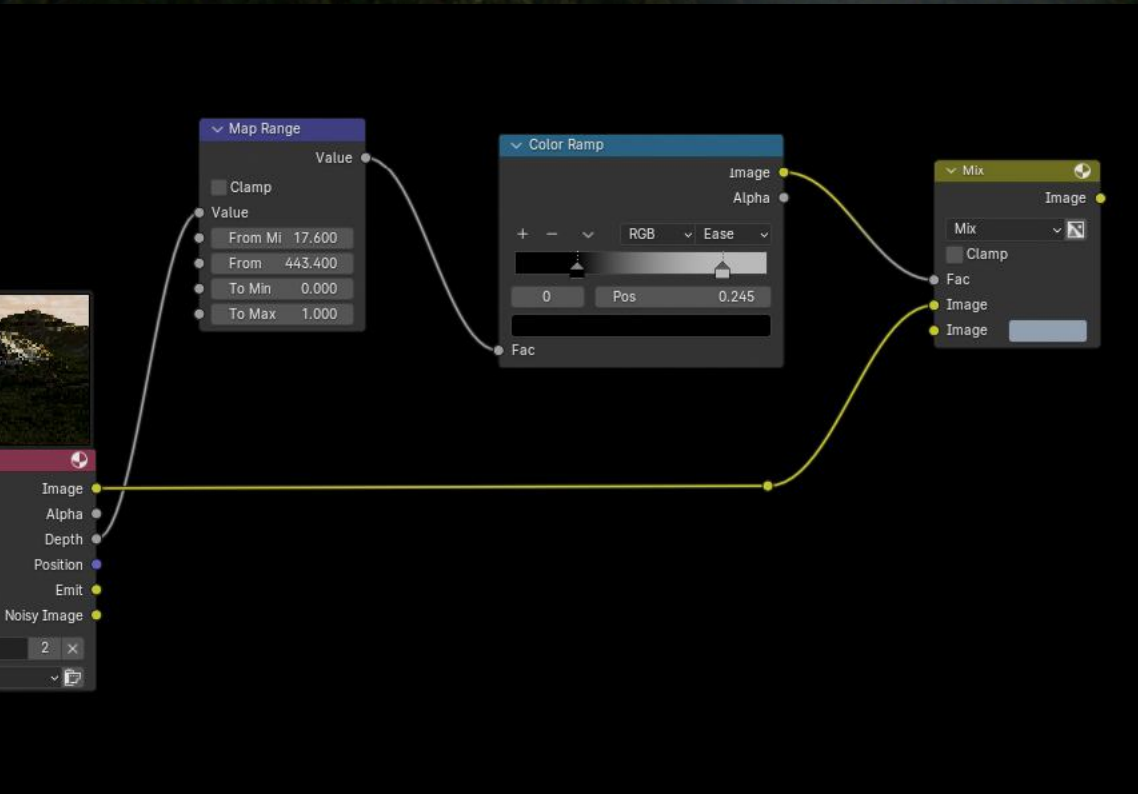 Map Range
Value
Clamp
Value
From Mi 17.600
From 443.400
To Min 0.000
To Max 1.000
Color Ramp
Image
Alpha
RGB
Ease
0
Pos 0.245
Fac
Mix
Image
Mix
Clamp
Fac
Image
Image
Image
Alpha
Depth
Position
Emit
Noisy Image
2